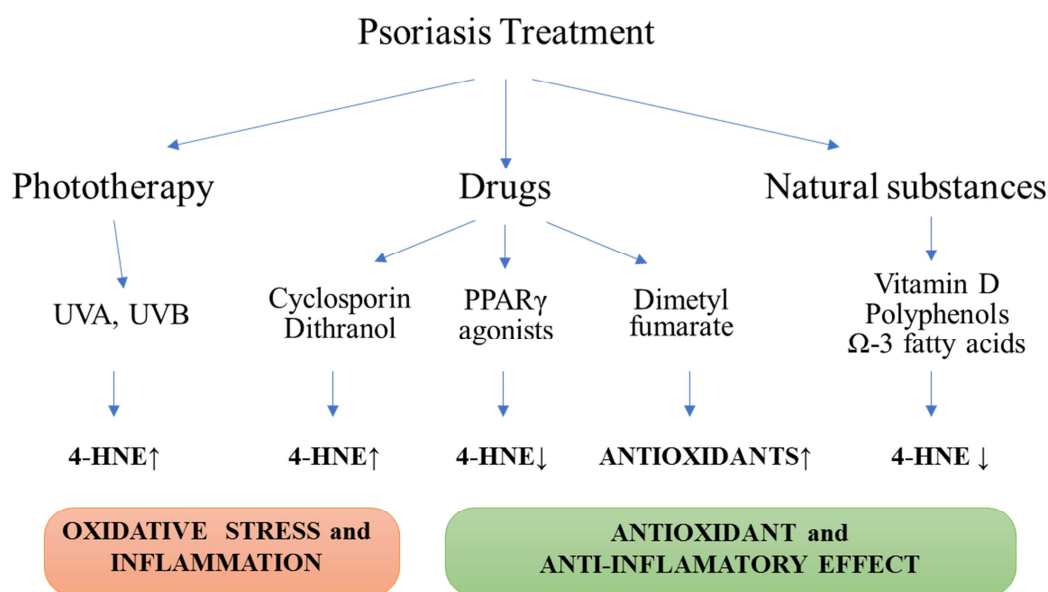 Psoriasis Treatment
Phototherapy
Drugs
Natural substances
UVA, UVB
Cyclosporin
Dithranol
PPARγ
agonists
Dimetyl
fumarate
Vitamin D
Polyphenols
Ω-3 fatty acids
4-HNE↑
4-HNE↑
4-HNE↓
ANTIOXIDANTS↑
4-HNE ↓
OXIDATIVE STRESS and
INFLAMMATION
ANTIOXIDANT and
ANTI-INFLAMATORY EFFECT